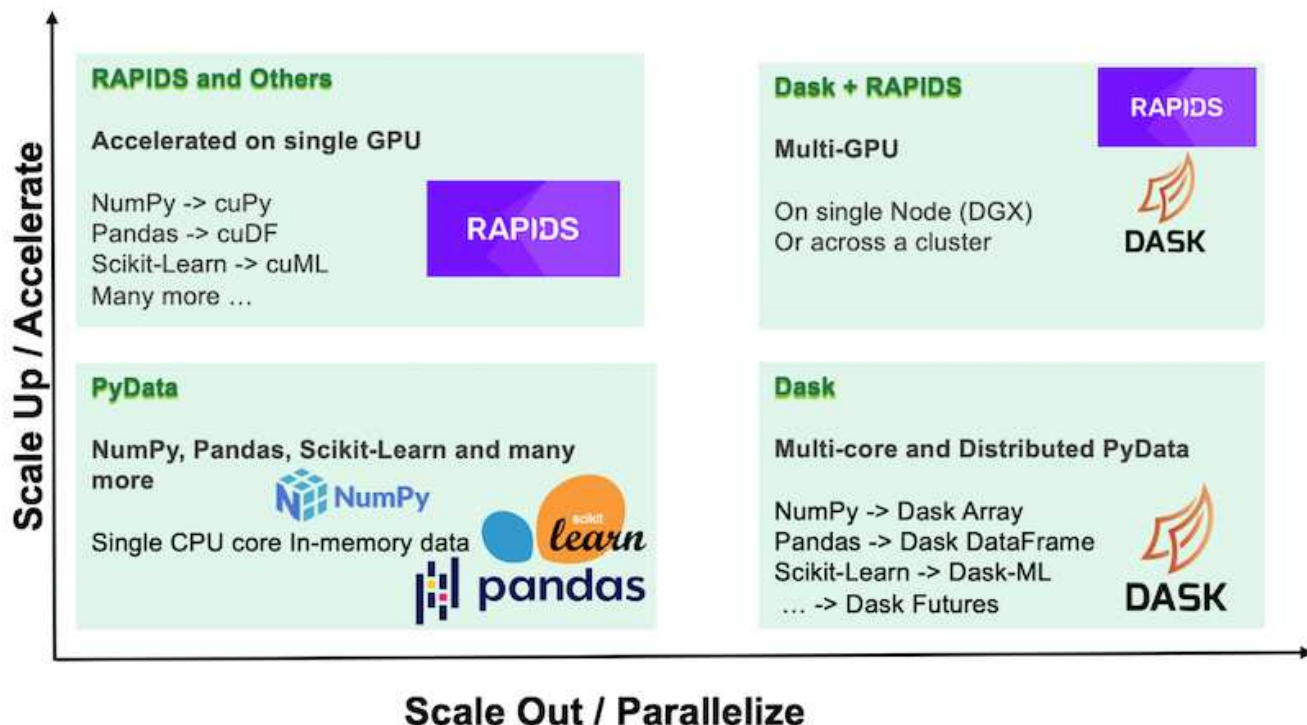 Scale Up / Accelerate
RAPIDS and Others
Accelerated on single GPU
NumPy -> cuPy
Pandas -> cuDF
Scikit-Learn -> cuML
Many more …
RAPIDS
Dask + RAPIDS
Multi-GPU
On single Node (DGX)
Or across a cluster
RAPIDS
DASK
PyData
NumPy, Pandas, Scikit-Learn and many
more
NumPy
Single CPU core In-memory data
scikit
learn
pandas
Dask
Multi-core and Distributed PyData
NumPy -> Dask Array
Pandas -> Dask DataFrame
Scikit-Learn -> Dask-ML
… -> Dask Futures
DASK
Scale Out / Parallelize